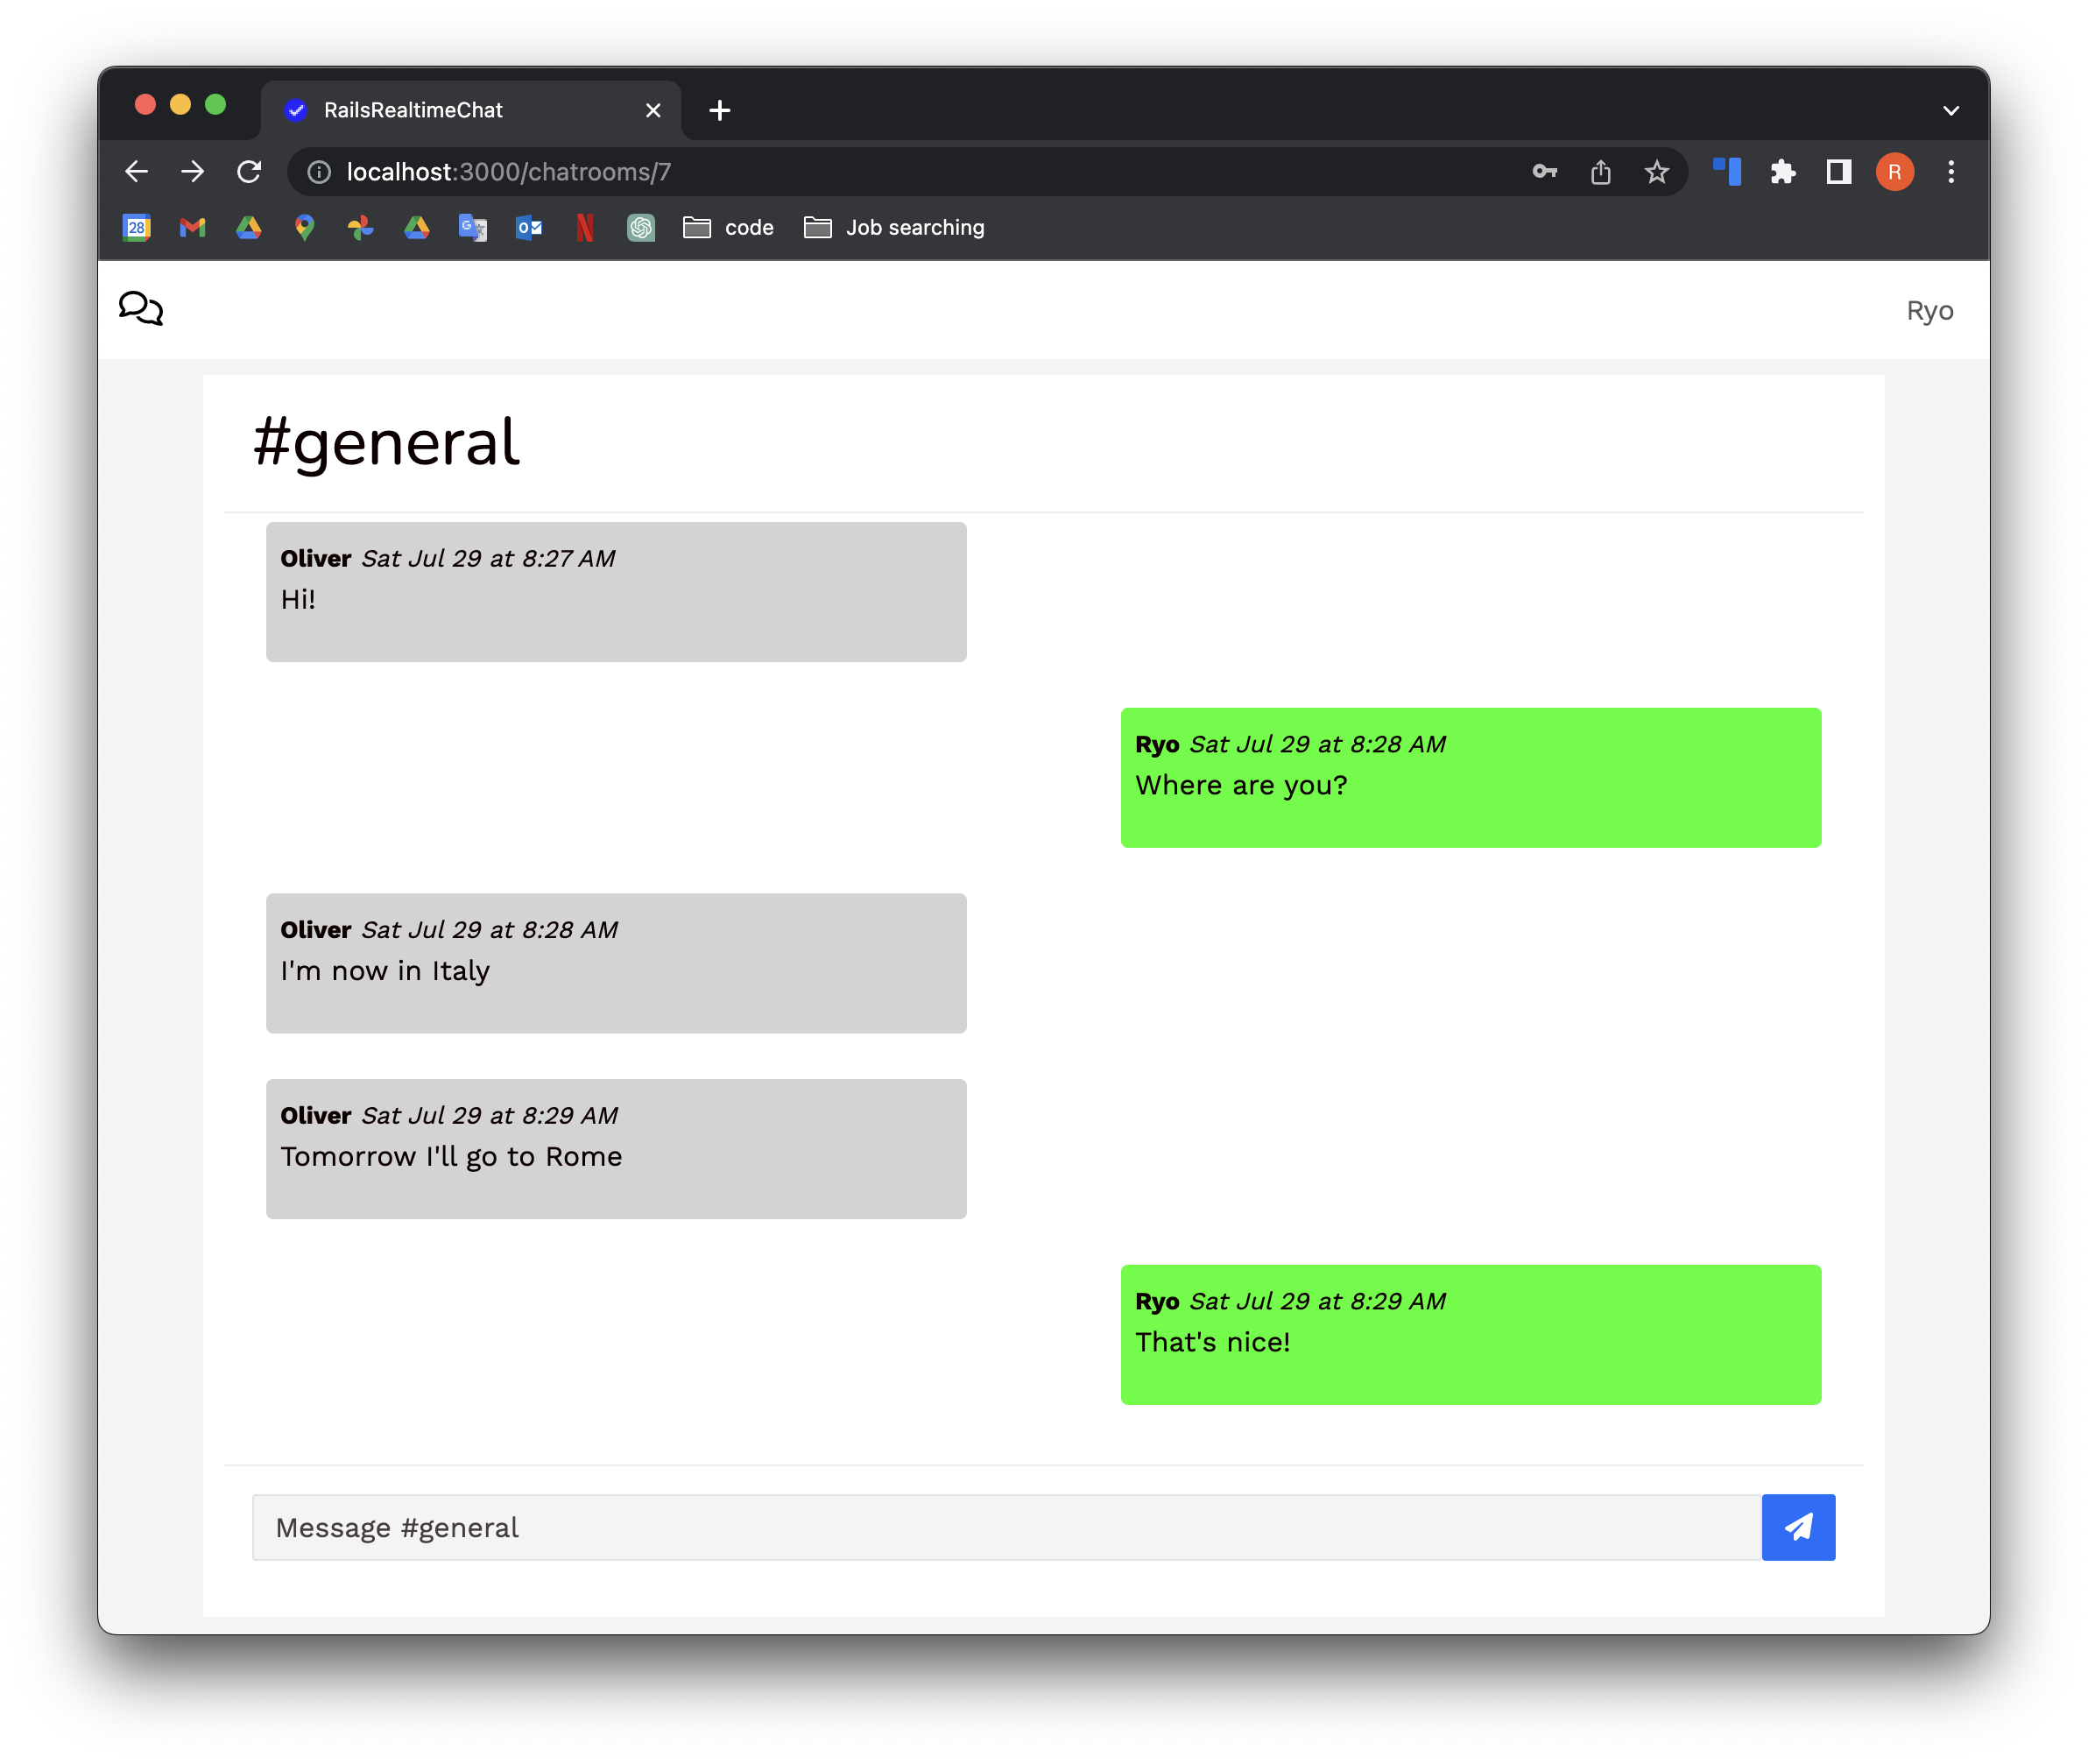 RailsRealtimeChat
localhost:3000/chatrooms/7
R
28
code
Job searching
Ryo
#general
Oliver Sat Jul 29 at 8:27 AM
Hi!
Ryo Sat Jul 29 at 8:28 AM
Where are you?
Oliver Sat Jul 29 at 8:28 AM
I'm now in Italy
Oliver Sat Jul 29 at 8:29 AM
Tomorrow I'll go to Rome
Ryo Sat Jul 29 at 8:29 AM
That's nice!
Message #general